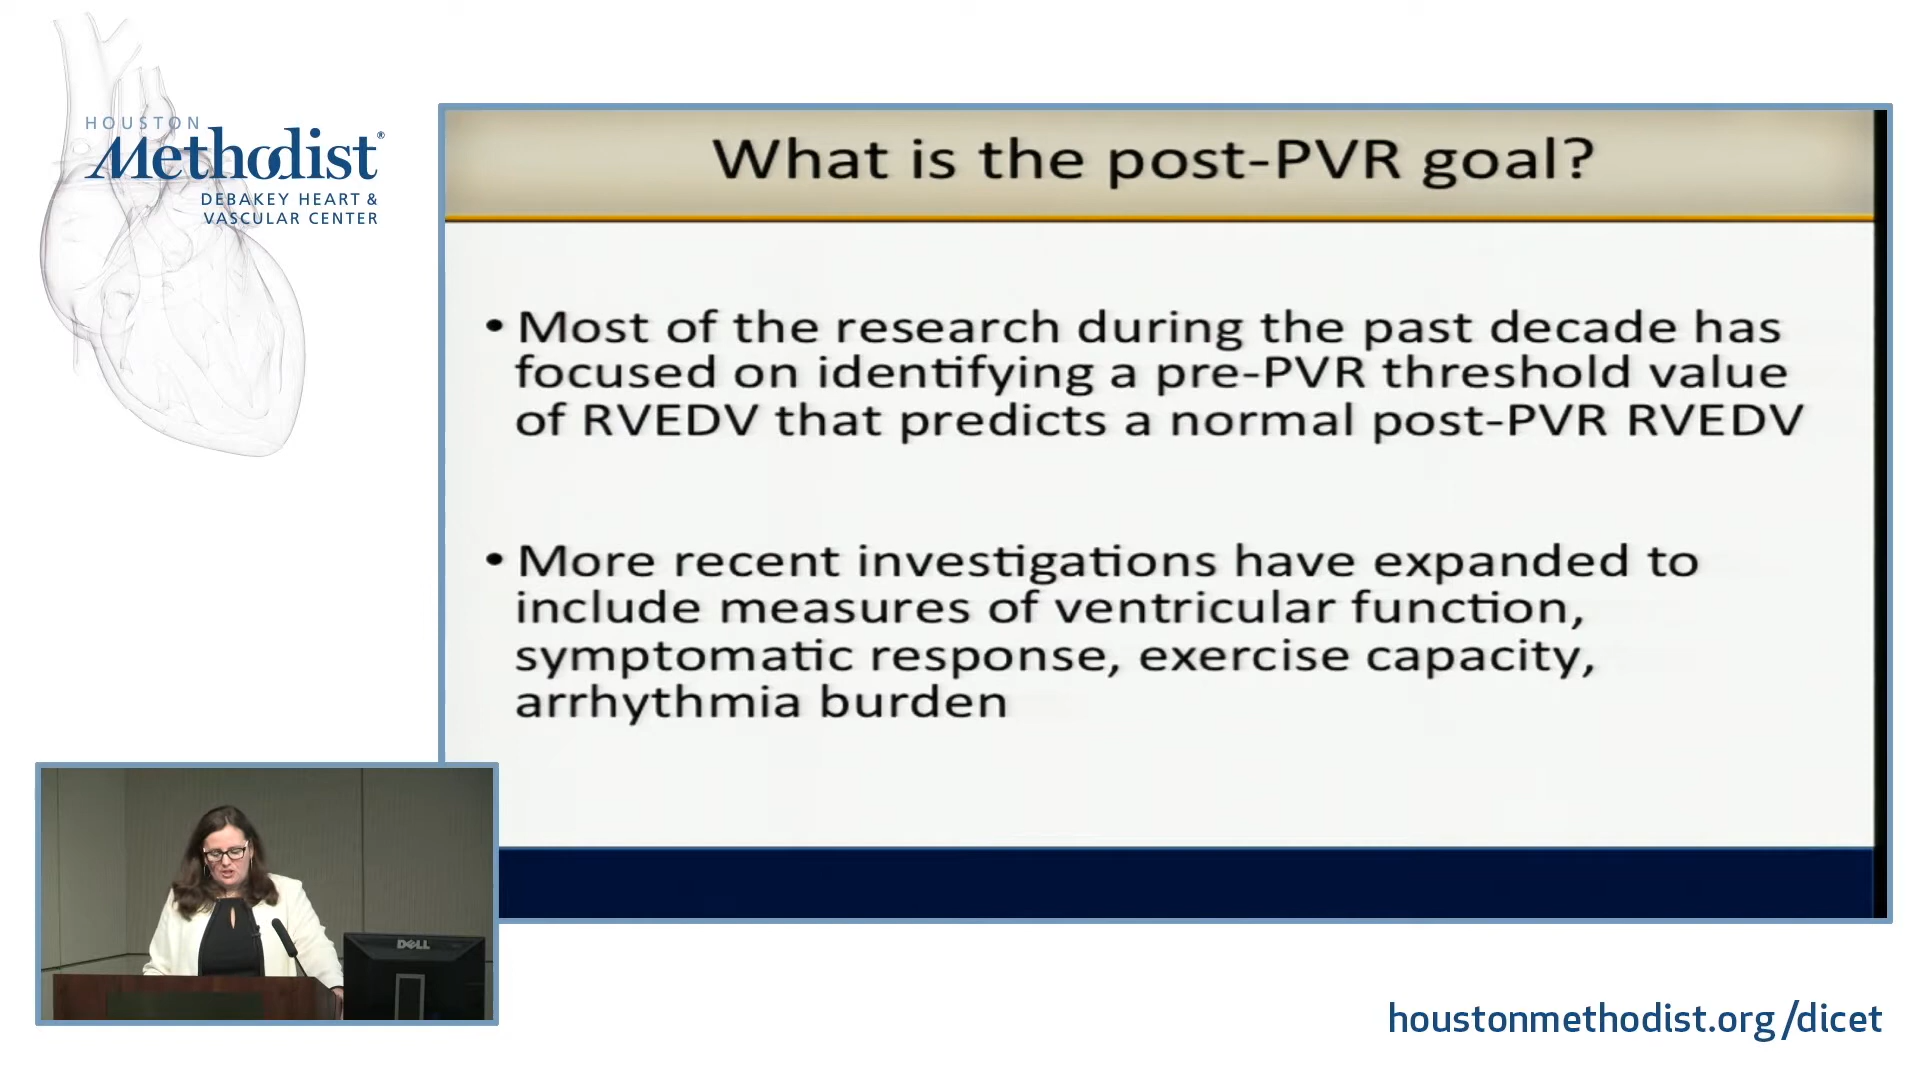 HOUSTON
Methodist®
DEBAKEY HEART &
VASCULAR CENTER
What is the post-PVR goal?
• Most of the research during the past decade has
focused on identifying a pre-PVR threshold value
of RVEDV that predicts a normal post-PVR RVEDV
• More recent investigations have expanded to
include measures of ventricular function,
symptomatic response, exercise capacity,
arrhythmia burden
DELL
houstonmethodist.org/dicet